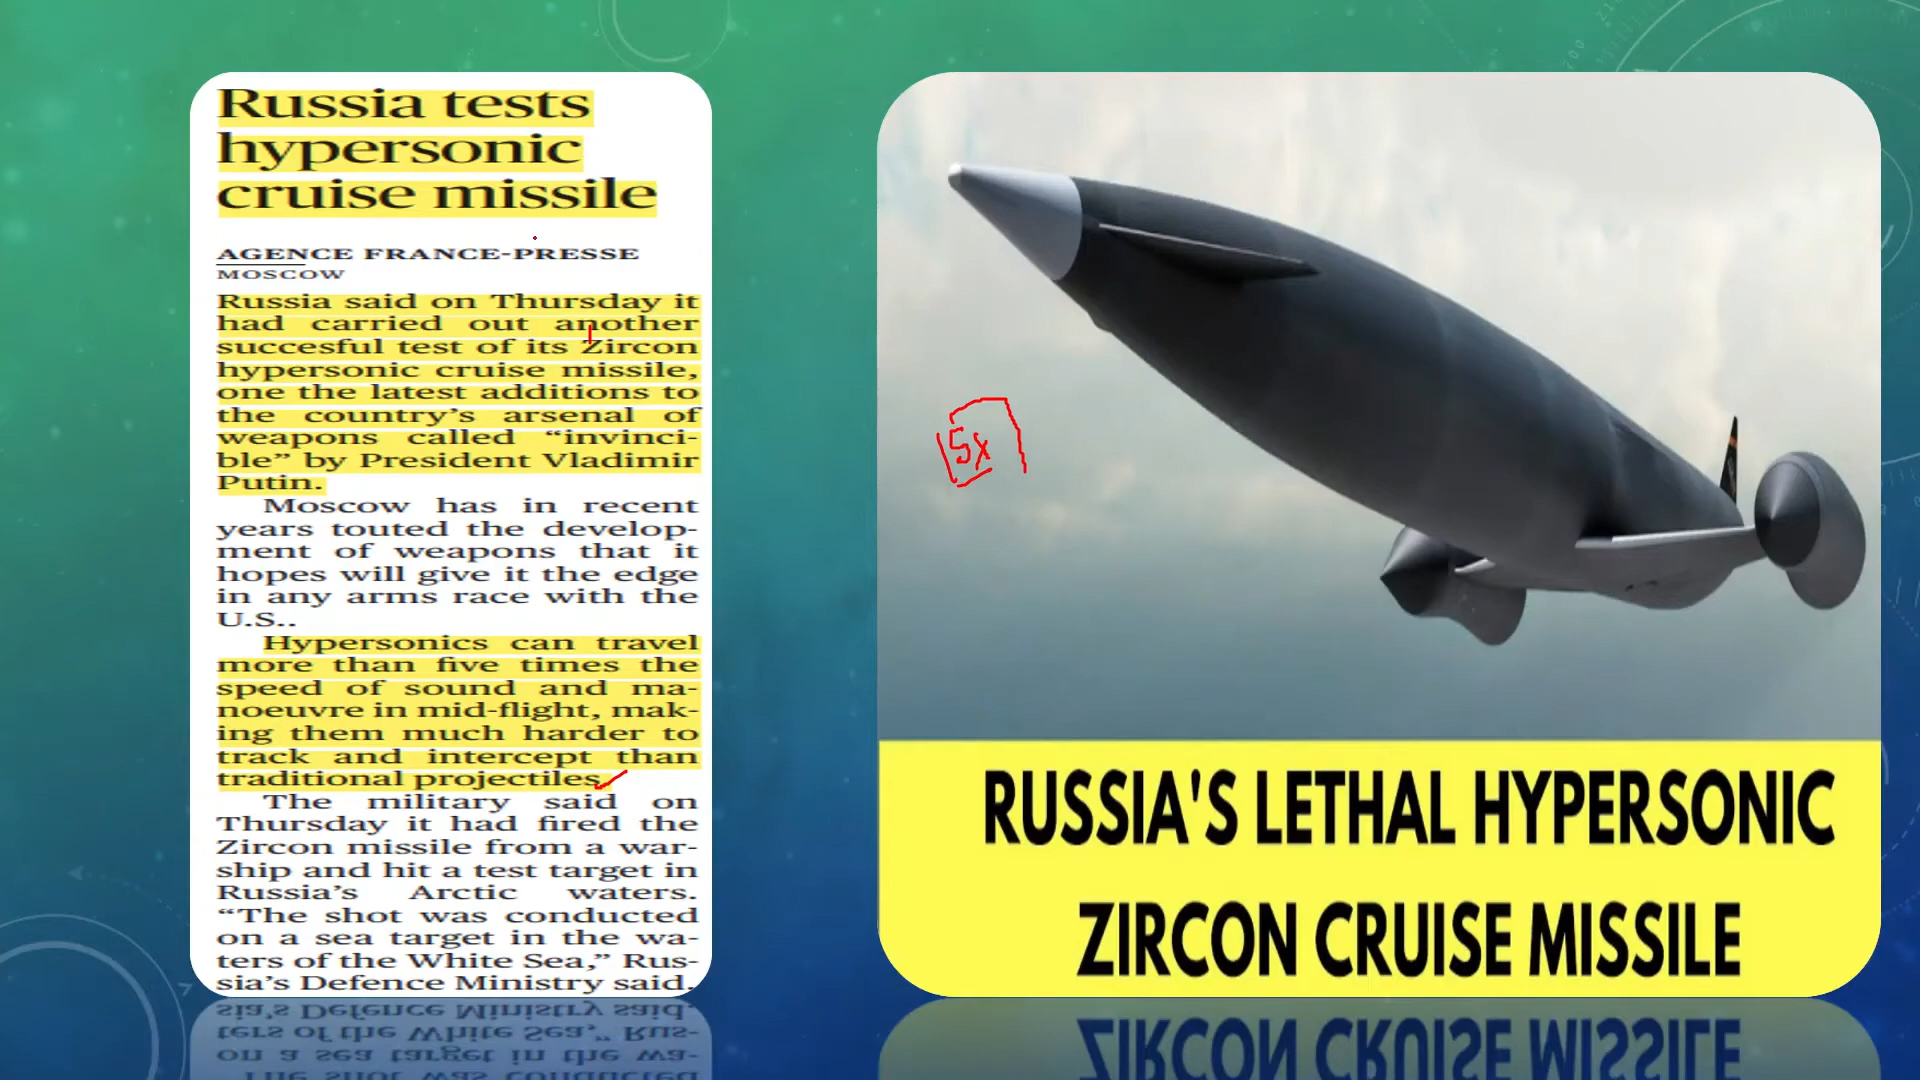 Russia tests
hypersonic
cruise missile
AGENCE FRANCE-PRESSE
MOSCOW
Russia said on Thursday it
had carried out another
succesful test of its Zircon
hypersonic cruise missile,
one the latest additions to
the country's arsenal of
weapons called “invinci-
ble” by President Vladimir
Putin.
Moscow has in recent
years touted the develop-
ment of weapons that it
hopes will give it the edge
in any arms race with the
U.S..
Hypersonics can travel
more than five times the
speed of sound and ma-
noeuvre in mid-flight, mak-
ing them much harder to
track and intercept than
traditional projectiles.
The military said on
Thursday it had fired the
Zircon missile from a war-
ship and hit a test target in
Russia's Arctic waters.
“The shot was conducted
on a sea target in the wa-
ters of the White Sea,” Rus-
sia's Defence Ministry said.
5x
RUSSIA'S LETHAL HYPERSONIC
ZIRCON CRUISE MISSILE